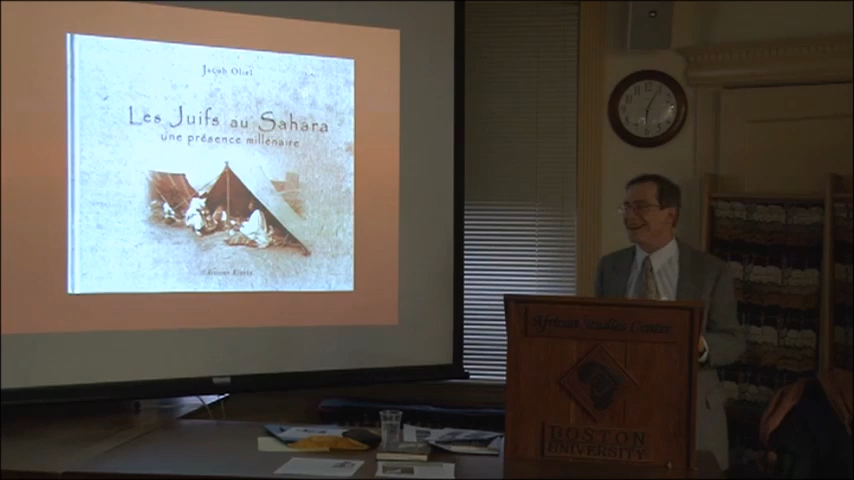 Jacob Oliel
Les Juifs au Sahara
une présence millénaire
African Studies Center
BOSTON
UNIVERSITY